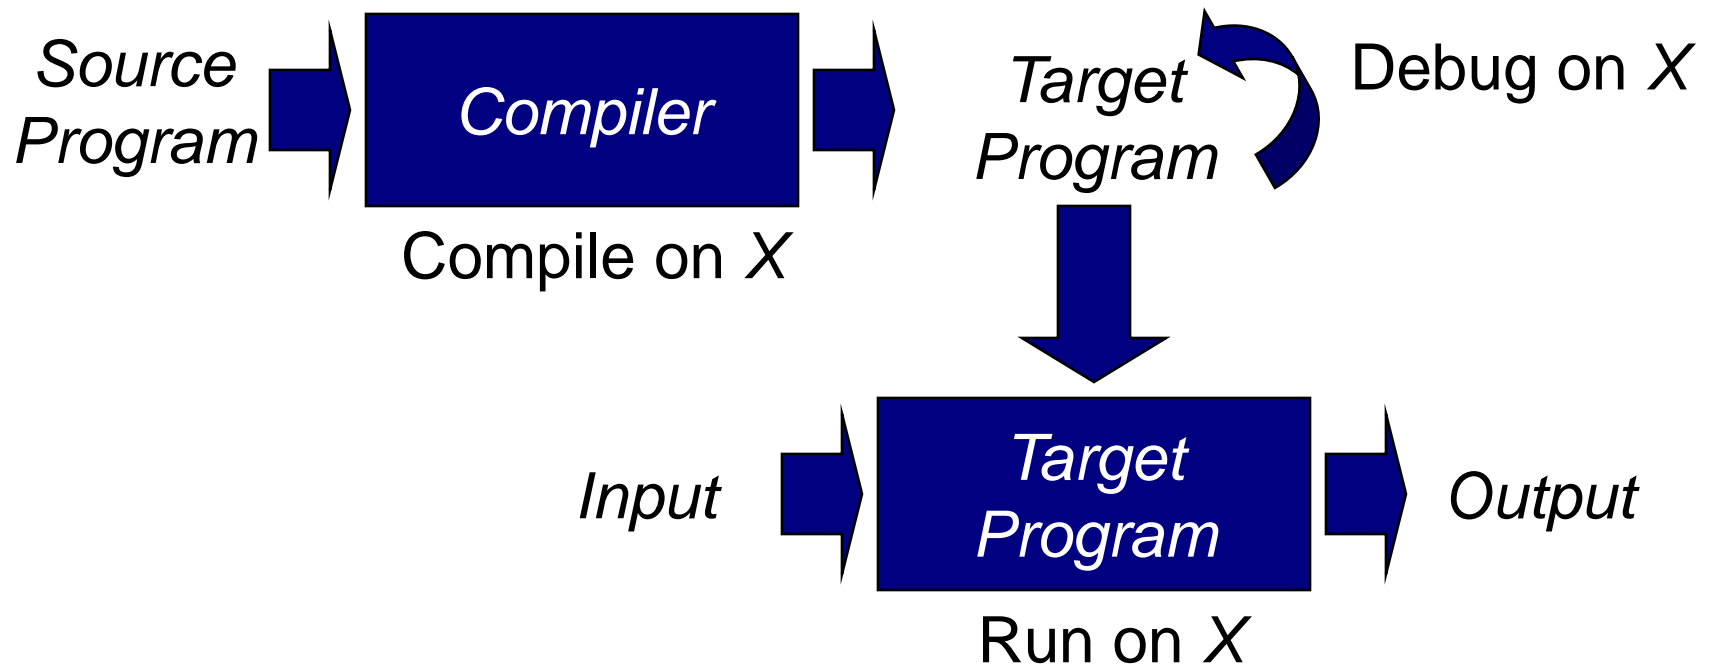 Source
Program
Compiler
Compile on X
Target
Program
Debug on X
Input
Target
Program
Run on X
Output